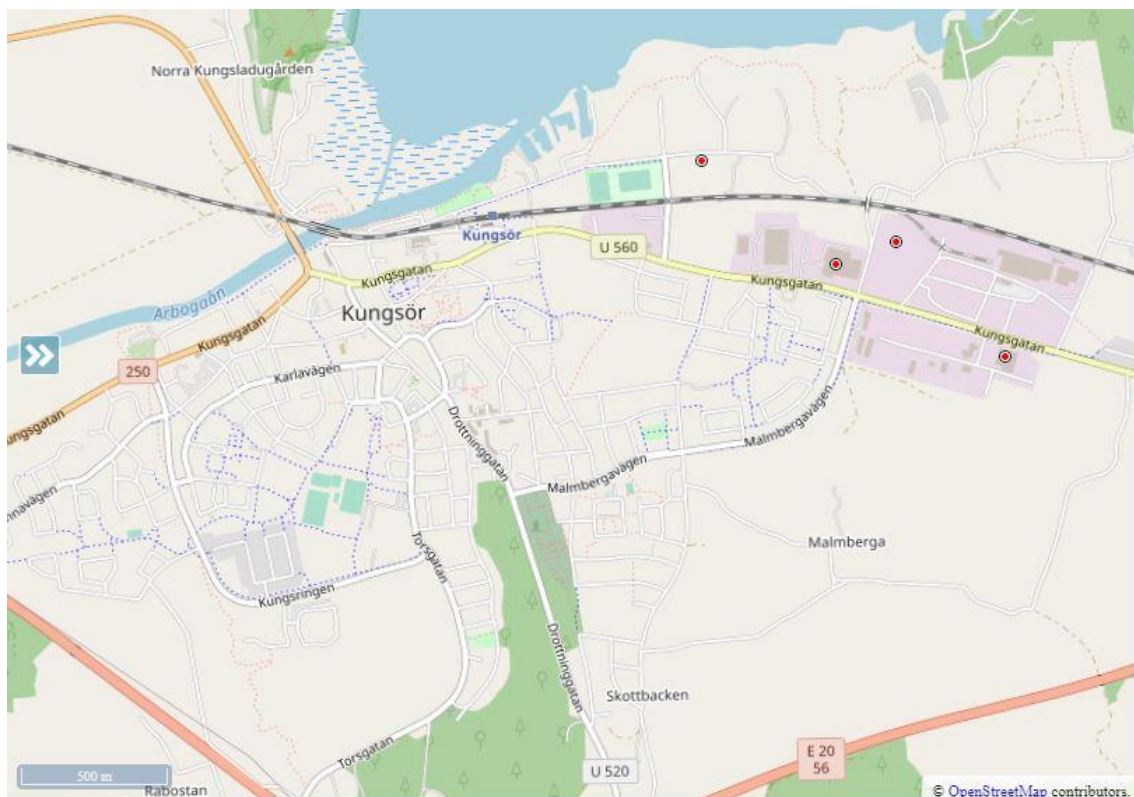 Norra Kungsladugården
Kungsör
U 560
Kungsgatan
Kungsgatan
Arbogaån
Kungsör
Kungsgatan
Kungsgatan
250
Karlavägen
ungsgatan
Drottninggatan
Malmbergavägen
Malmbergavägen
nnavägen
Torsgatan
Malmberga
Kungsringen
Drottninggatan
Skottbacken
Torsgatan
E 20
56
U 520
500 m
Rabostan
© OpenStreetMap contributors.